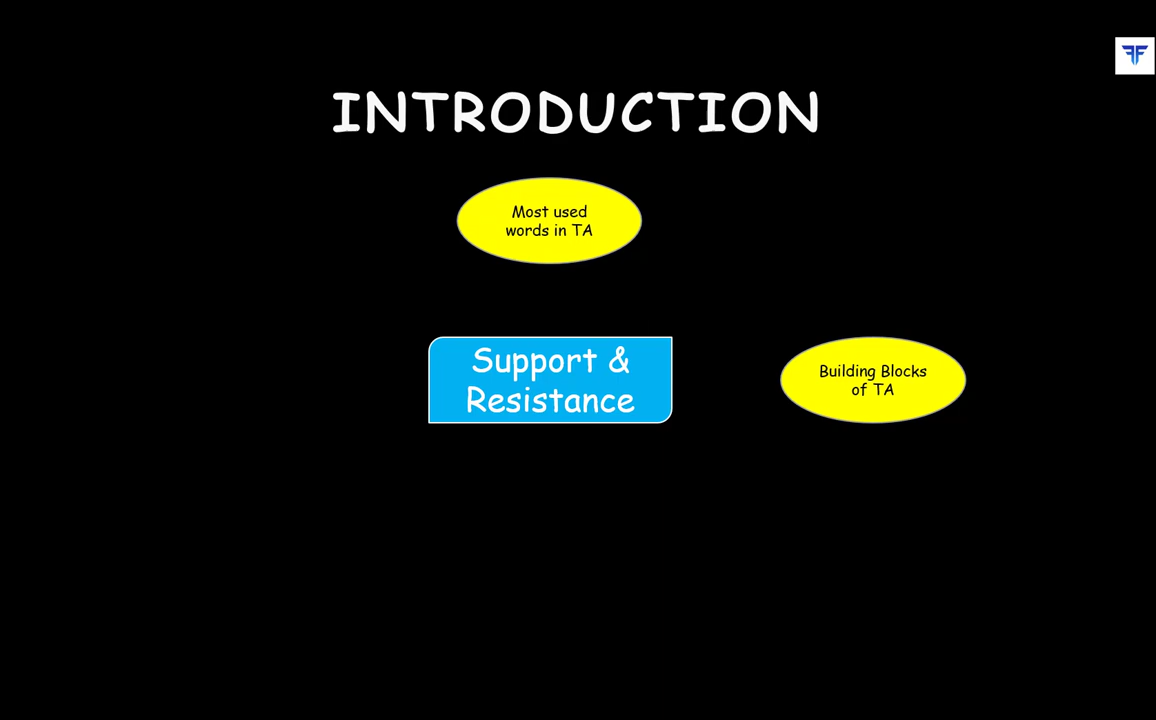 INTRODUCTION
Most used
words in TA
Support &
Resistance
Building Blocks
of TA